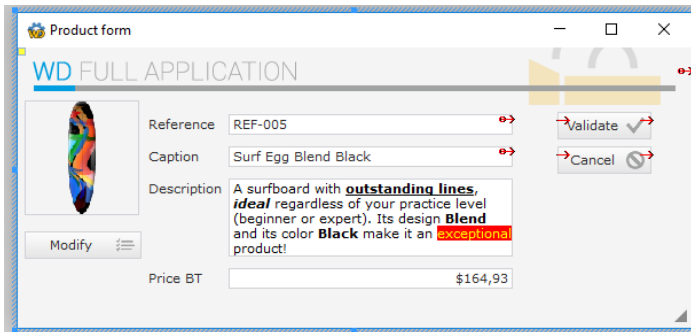 Product form
WD FULL APPLICATION
Reference REF-005 Validate
Caption Surf Egg Blend Black Cancel
Description A surfboard with outstanding lines,
ideal regardless of your practice level
(beginner or expert). Its design Blend
and its color Black make it an exceptional
product!
Modify
Price BT $164,93